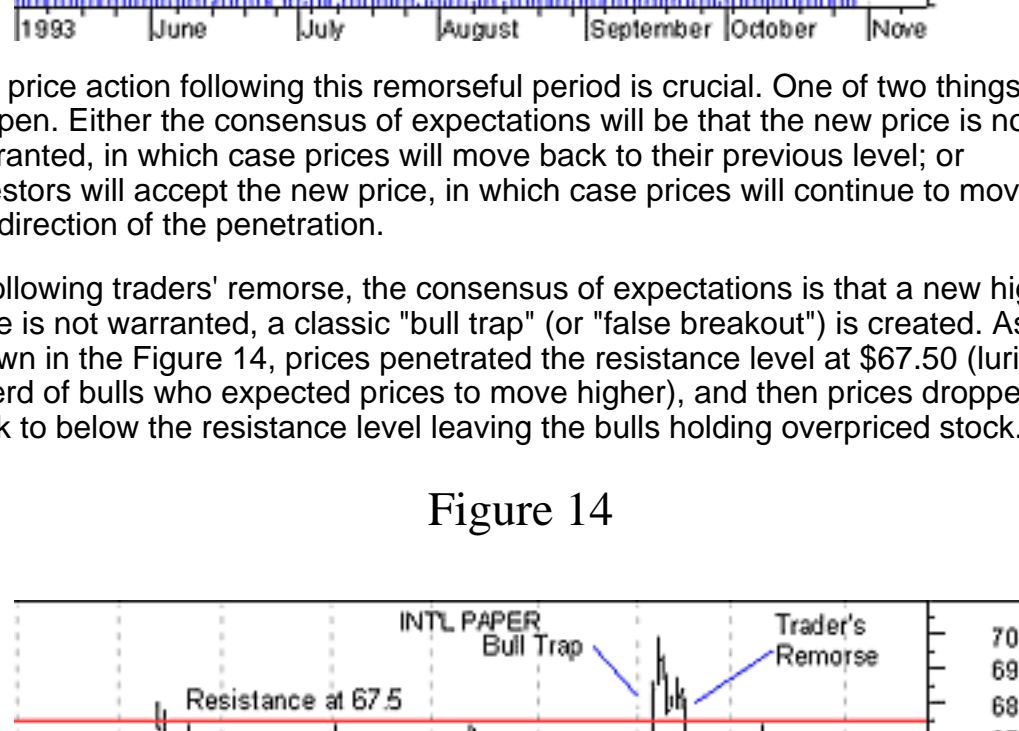 1993 June July August September October Nove
price action following this remorseful period is crucial. One of two things
pen. Either the consensus of expectations will be that the new price is no
ranted, in which case prices will move back to their previous level; or
estors will accept the new price, in which case prices will continue to mov
direction of the penetration.
ollowing traders' remorse, the consensus of expectations is that a new hig
e is not warranted, a classic "bull trap" (or "false breakout") is created. As
wn in the Figure 14, prices penetrated the resistance level at $67.50 (luri
erd of bulls who expected prices to move higher), and then prices droppe
k to below the resistance level leaving the bulls holding overpriced stock.
Figure 14
INT'L PAPER
Bull Trap
Trader's
Remorse
70
69
Resistance at 67.5
68